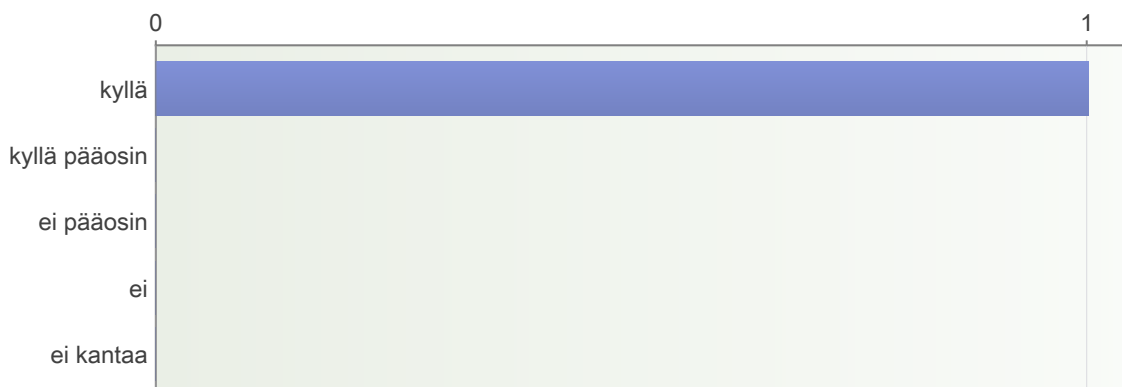 0 1
kyllä
kyllä pääosin
ei pääosin
ei
ei kantaa